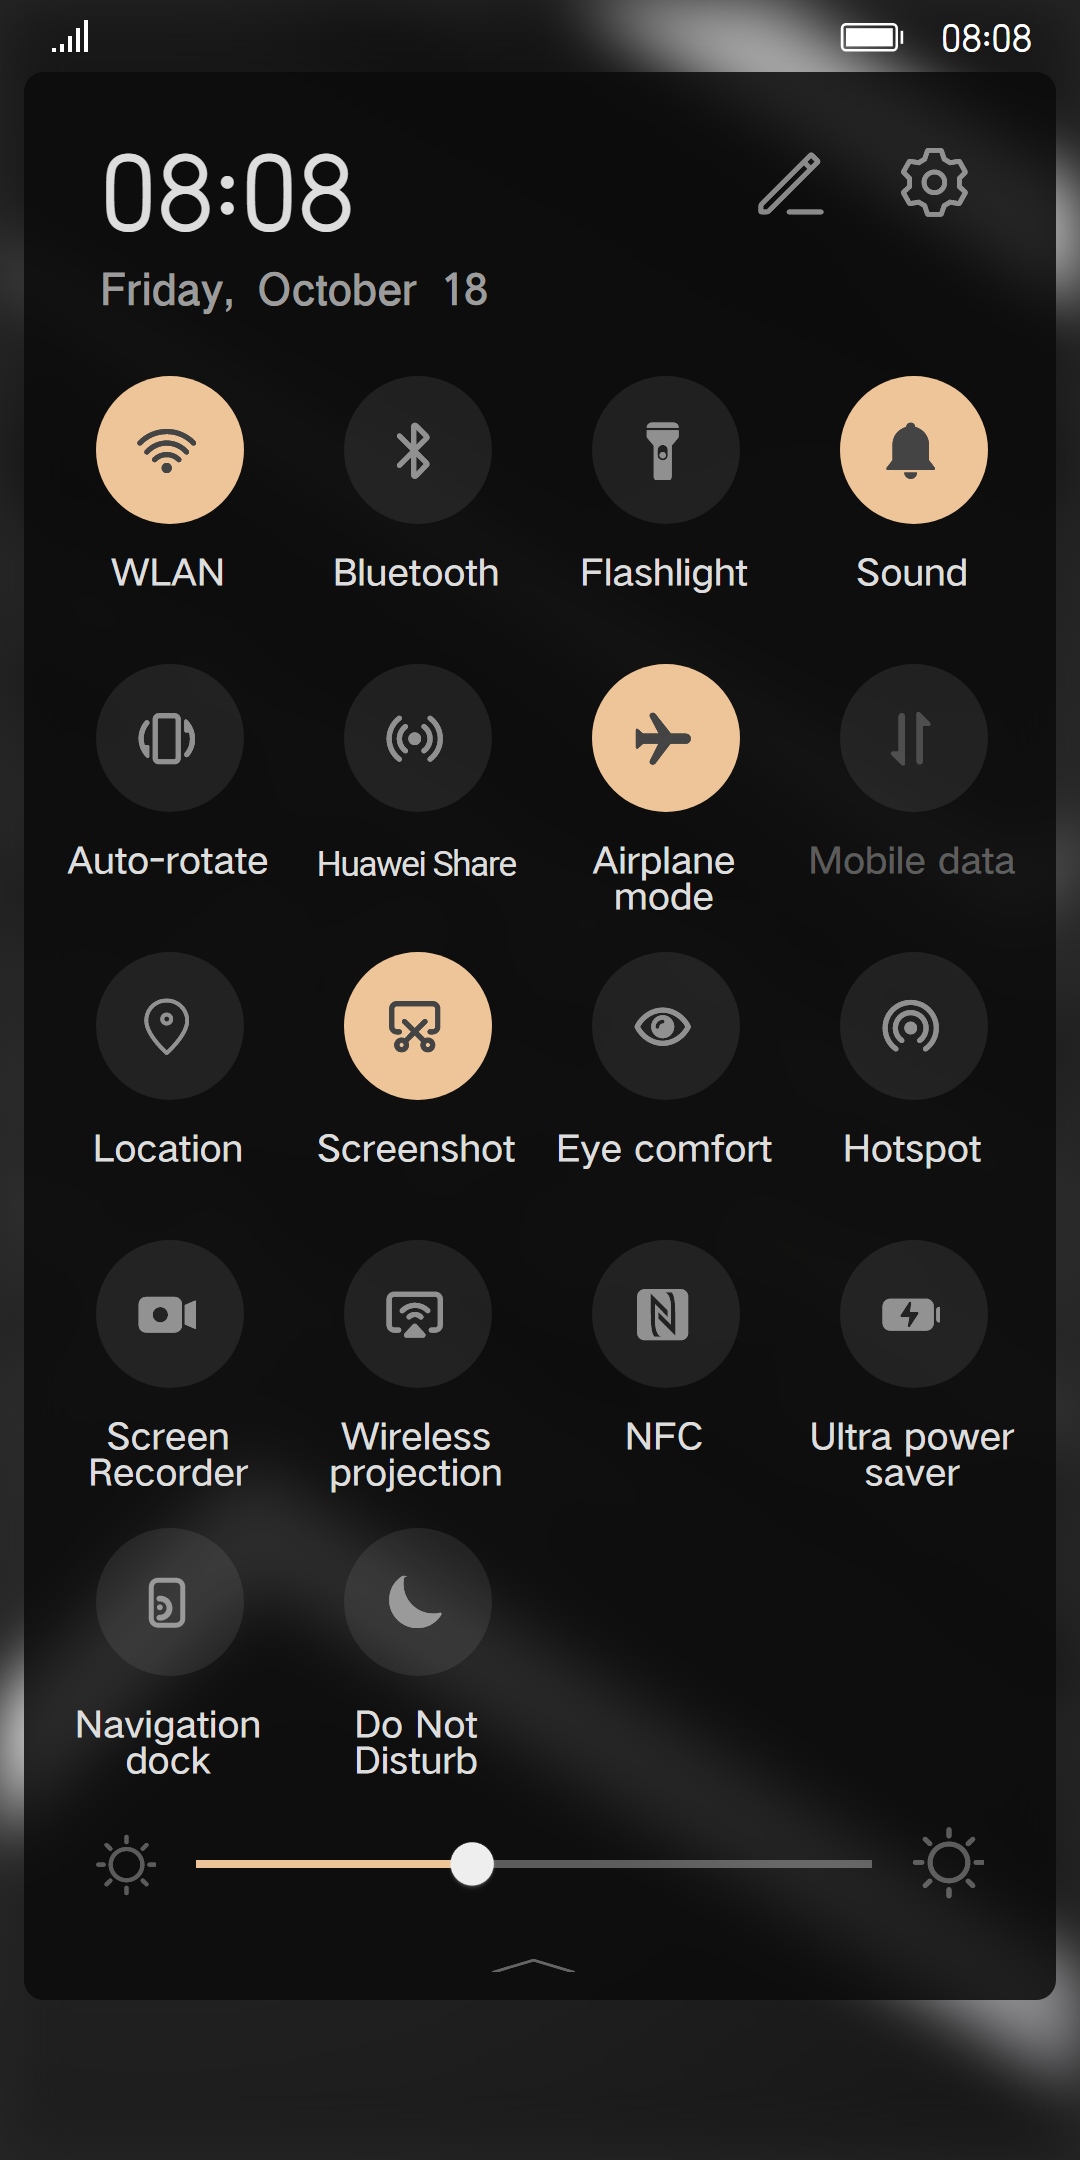 08:08
08:08
Friday, October 18
WLAN Bluetooth Flashlight Sound
Auto-rotate Huawei Share Airplane mode Mobile data
Location Screenshot Eye comfort Hotspot
Screen Recorder Wireless projection NFC Ultra power saver
Navigation dock Do Not Disturb